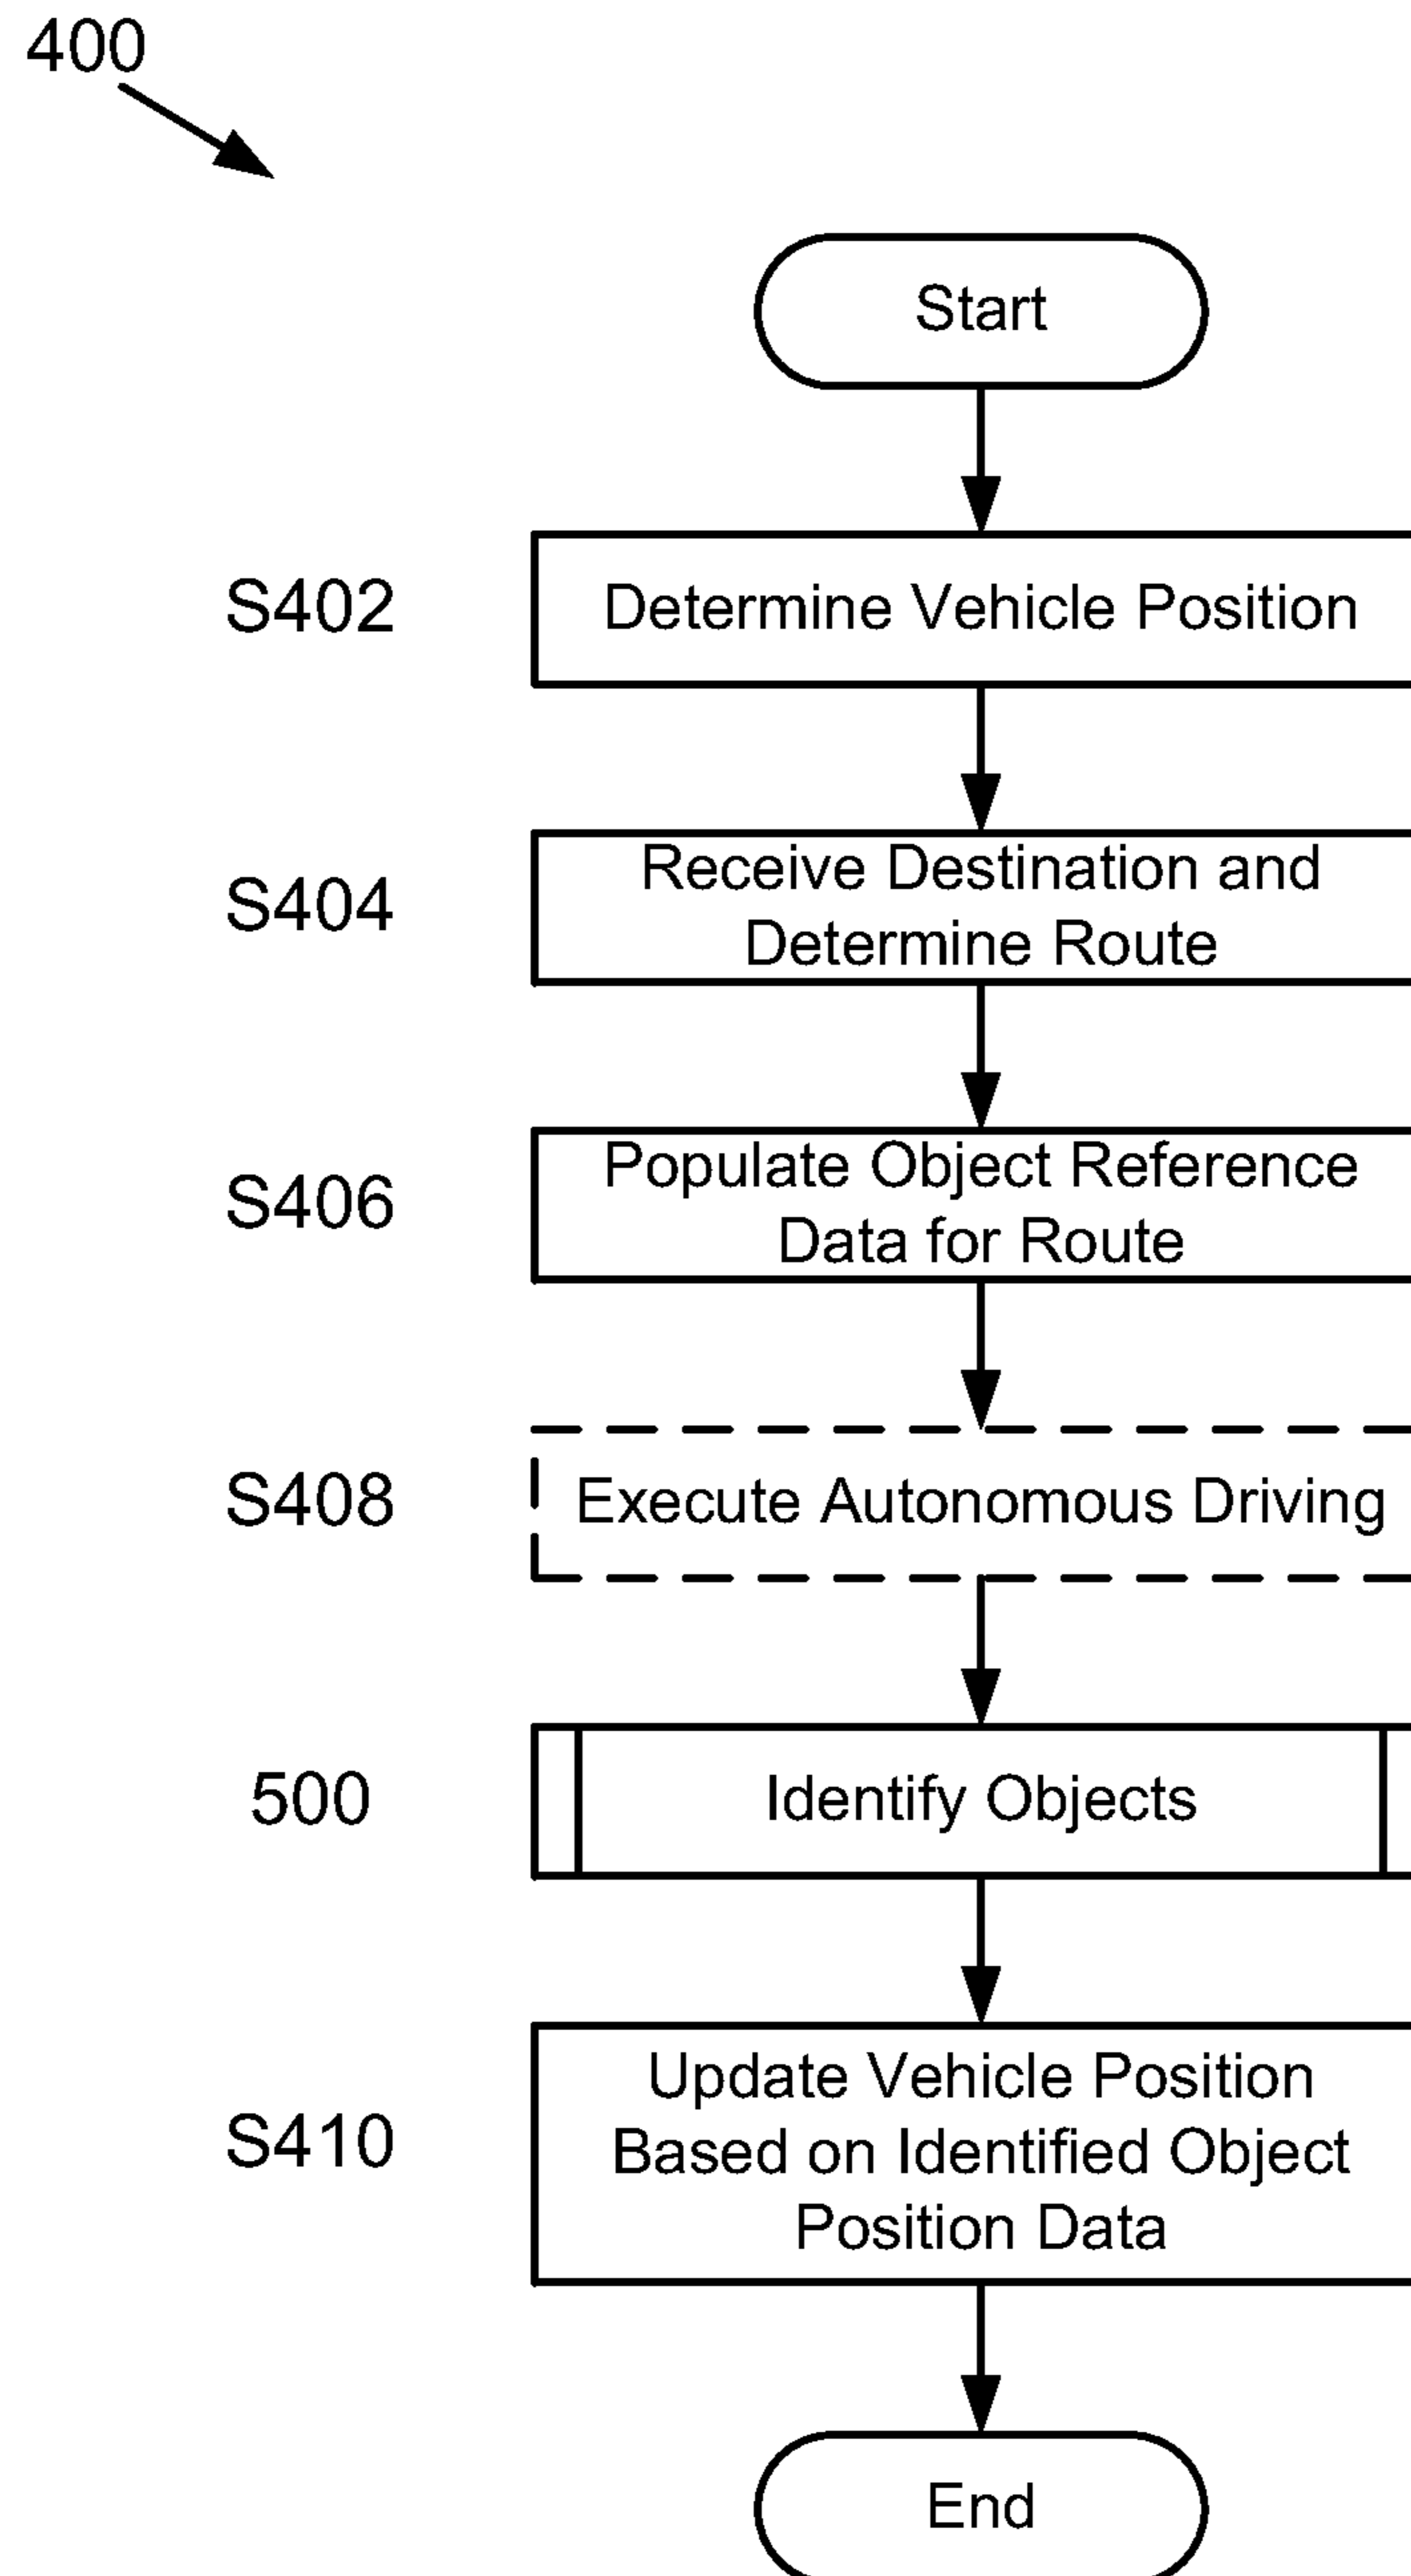 400
Start
S402
Determine Vehicle Position
S404
Receive Destination and
Determine Route
S406
Populate Object Reference
Data for Route
S408
Execute Autonomous Driving
500
Identify Objects
S410
Update Vehicle Position
Based on Identified Object
Position Data
End